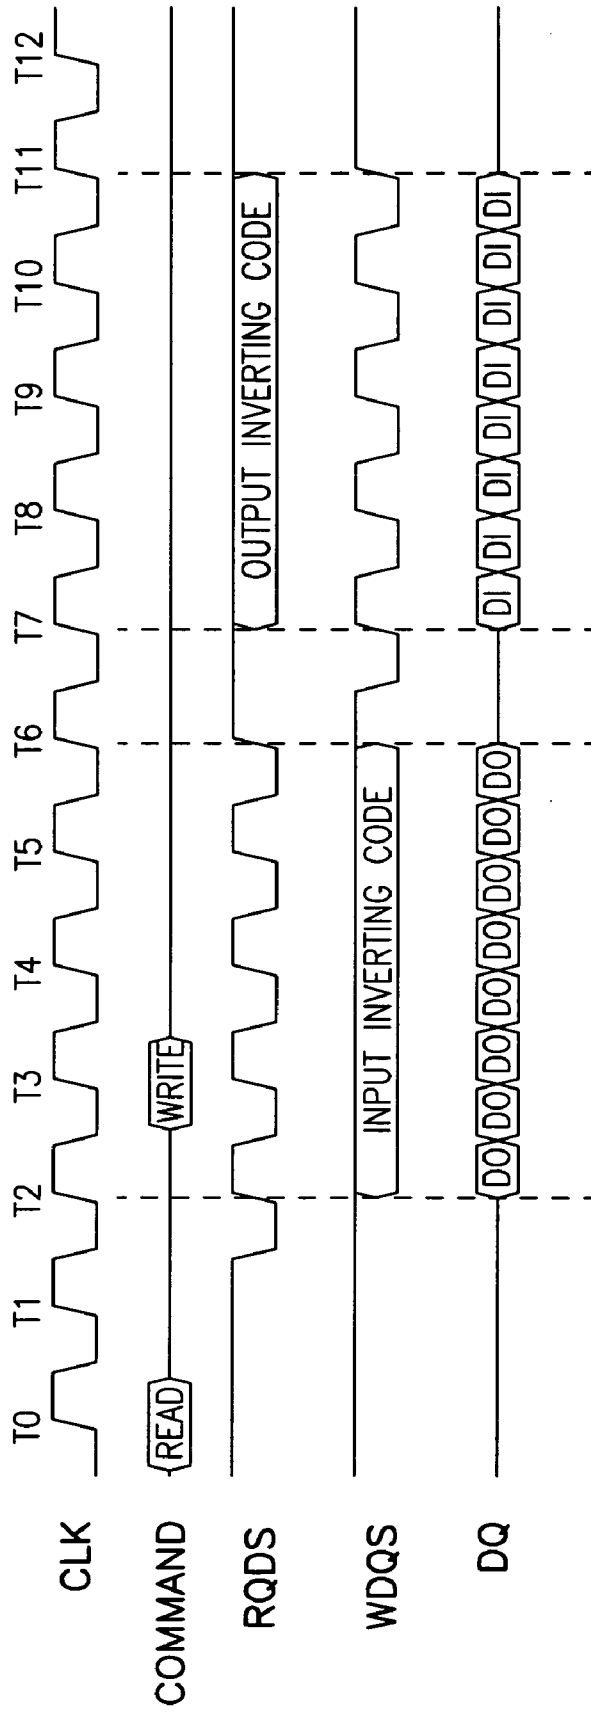 T0 T1 T2 T3 T4 T5 T6 T7 T8 T9 T10 T11 T12
CLK
COMMAND READ WRITE
RQDS OUTPUT INVERTING CODE
WDQS INPUT INVERTING CODE
DQ DO DO DO DO DO DO DO DO DI DI DI DI DI DI DI DI